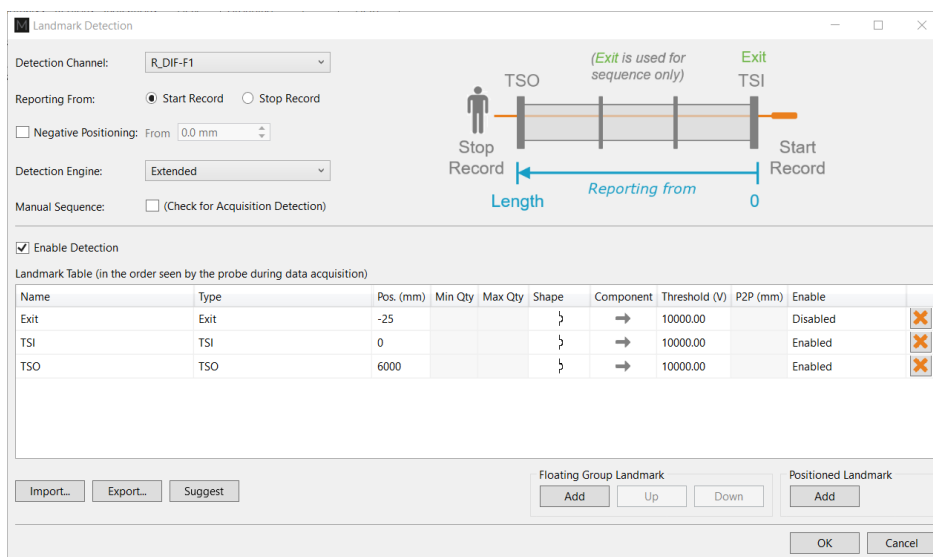 Landmark Detection
Detection Channel: R_DIF-F1
Reporting From: Start Record Stop Record
Negative Positioning: From 0.0 mm
Detection Engine: Extended
Manual Sequence: (Check for Acquisition Detection)
(Exit is used for
sequence only)
Exit
TSO
TSI
Stop
Record
Start
Record
Reporting from
Length
0
Enable Detection
Landmark Table (in the order seen by the probe during data acquisition)
Name Type Pos. (mm) Min Qty Max Qty Shape Component Threshold (V) P2P (mm) Enable
Exit Exit -25 10000.00 Disabled
TSI TSI 0 10000.00 Enabled
TSO TSO 6000 10000.00 Enabled
Floating Group Landmark Positioned Landmark
Import... Export... Suggest Add Up Down Add
OK Cancel